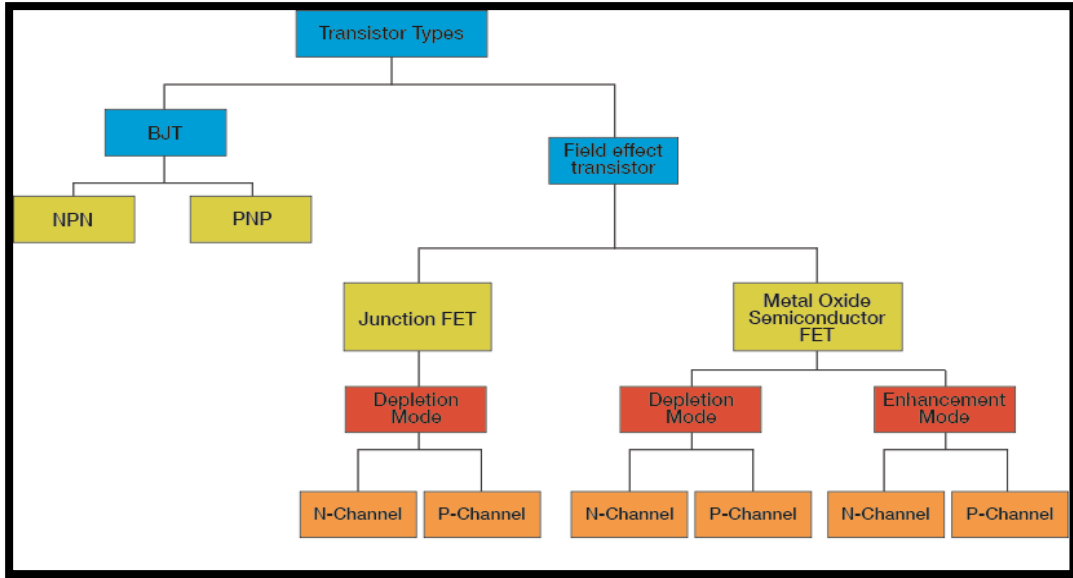 Transistor Types
BJT
Field effect
transistor
NPN
PNP
Junction FET
Metal Oxide
Semiconductor
FET
Depletion
Mode
Depletion
Mode
Enhancement
Mode
N-Channel
P-Channel
N-Channel
P-Channel
N-Channel
P-Channel